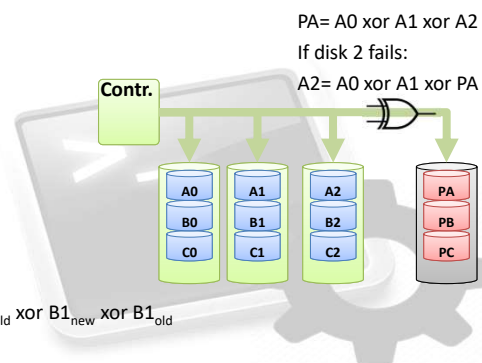 PA= A0 xor A1 xor A2
If disk 2 fails:
A2= A0 xor A1 xor PA
Contr.
A0 A1 A2 PA
B0 B1 B2 PB
C0 C1 C2 PC
ld xor B1new xor B1old